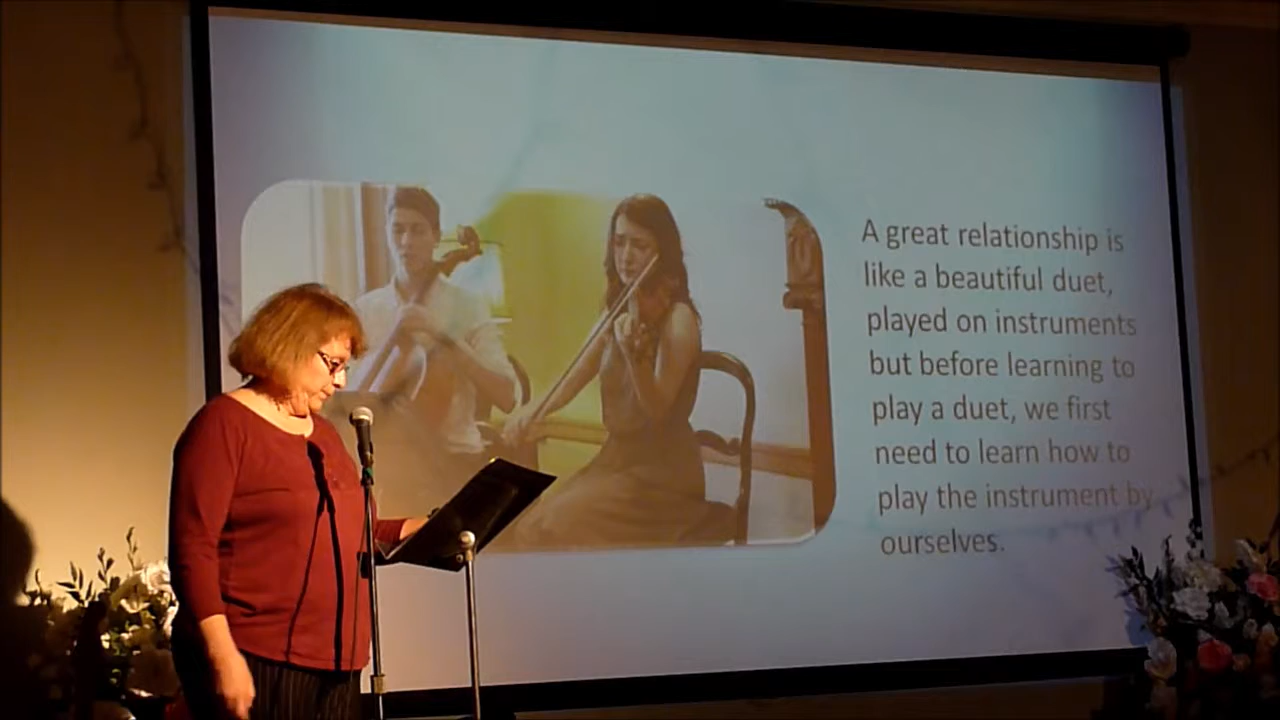 A great relationship is
like a beautiful duet,
played on instruments
but before learning to
play a duet, we first
need to learn how to
play the instrument by
ourselves.